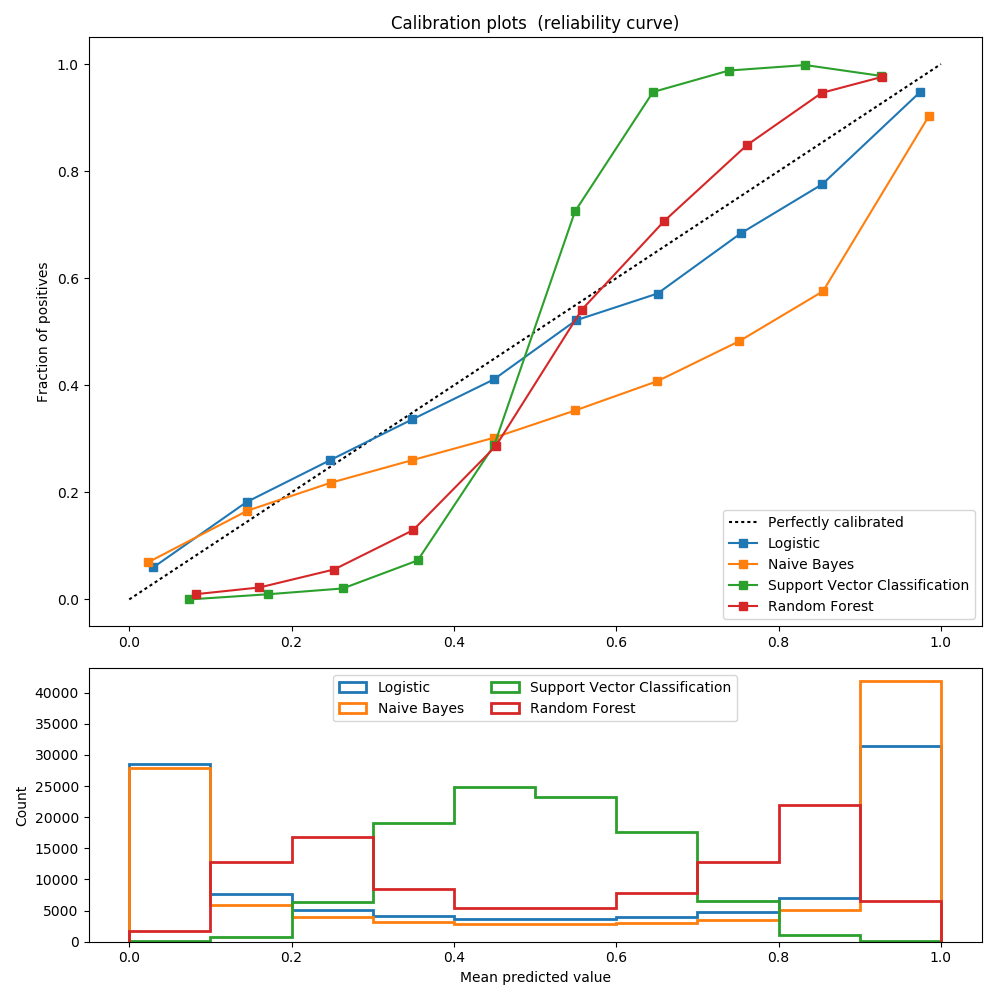 Calibration plots  (reliability curve)
Fraction of positives
1.0
0.8
0.6
0.4
0.2
0.0
Perfectly calibrated
Logistic
Naive Bayes
Support Vector Classification
Random Forest
0.0 0.2 0.4 0.6 0.8 1.0
Count
40000
35000
30000
25000
20000
15000
10000
5000
0
Logistic Support Vector Classification
Naive Bayes Random Forest
0.0 0.2 0.4 0.6 0.8 1.0
Mean predicted value